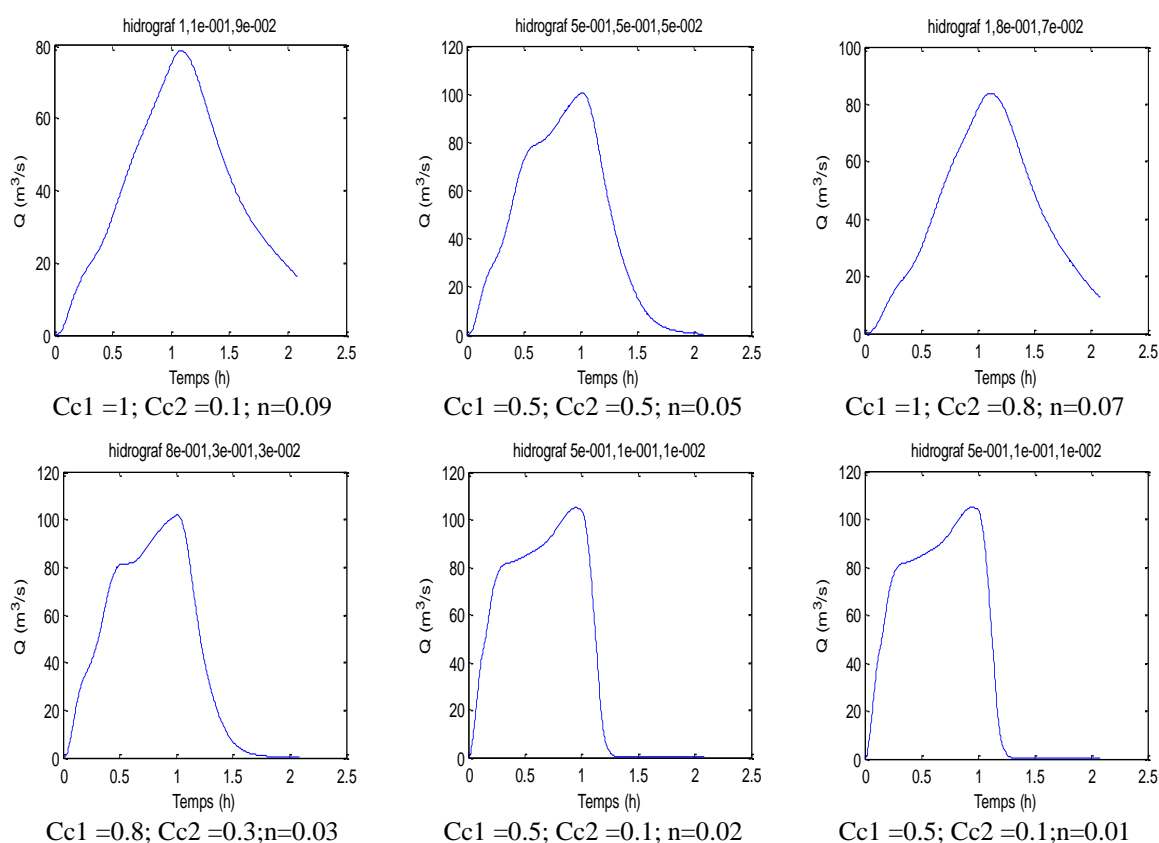 hidrograf 1,1e-001,9e-002
80
60
40
20
0
Q (m³/s)
0 0.5 1 1.5 2 2.5
Temps (h)
Cc1 =1; Cc2 =0.1; n=0.09
hidrograf 5e-001,5e-001,5e-002
120
100
80
60
40
20
0
Q (m³/s)
0 0.5 1 1.5 2 2.5
Temps (h)
Cc1 =0.5; Cc2 =0.5; n=0.05
hidrograf 1,8e-001,7e-002
100
80
60
40
20
0
Q (m³/s)
0 0.5 1 1.5 2 2.5
Temps (h)
Cc1 =1; Cc2 =0.8; n=0.07
hidrograf 8e-001,3e-001,3e-002
120
100
80
60
40
20
0
Q (m³/s)
0 0.5 1 1.5 2 2.5
Temps (h)
Cc1 =0.8; Cc2 =0.3;n=0.03
hidrograf 5e-001,1e-001,1e-002
120
100
80
60
40
20
0
Q (m³/s)
0 0.5 1 1.5 2 2.5
Temps (h)
Cc1 =0.5; Cc2 =0.1; n=0.02
hidrograf 5e-001,1e-001,1e-002
120
100
80
60
40
20
0
Q (m³/s)
0 0.5 1 1.5 2 2.5
Temps (h)
Cc1 =0.5; Cc2 =0.1;n=0.01